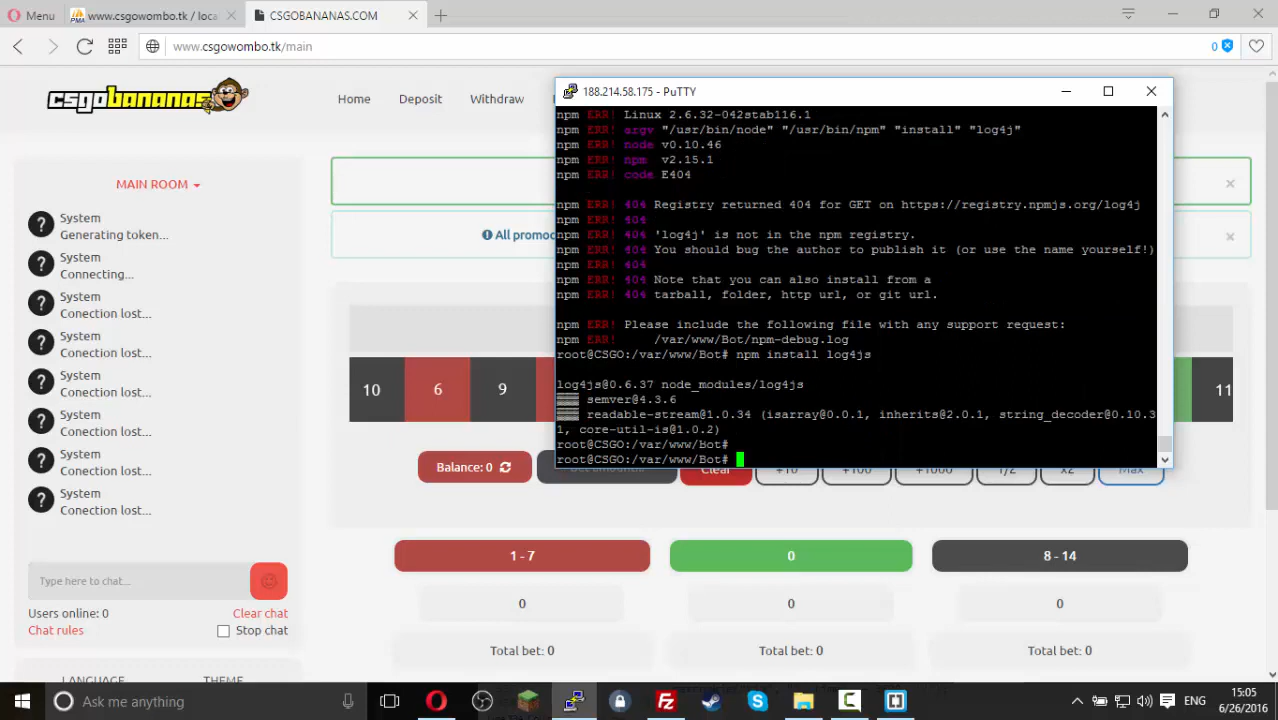 Menu
www.csgowombo.tk / local
CSGOBANANAS.COM
www.csgowombo.tk/main
0
csgobananas
Home
Deposit
Withdraw
MAIN ROOM
System
Generating token...
System
Connecting...
System
Conection lost...
System
Conection lost...
System
Conection lost...
System
Conection lost...
System
Conection lost...
System
Conection lost...
Type here to chat...
Users online: 0
Clear chat
Chat rules
Stop chat
LANGUAGE
THEME
All promoc
10
6
9
11
188.214.58.175 - PuTTY
npm ERR! Linux 2.6.32-042stab116.1
npm ERR! argv "/usr/bin/node" "/usr/bin/npm" "install" "log4j"
npm ERR! node v0.10.46
npm ERR! npm v2.15.1
npm ERR! code E404
npm ERR! 404 Registry returned 404 for GET on https://registry.npmjs.org/log4j
npm ERR! 404
npm ERR! 404 'log4j' is not in the npm registry.
npm ERR! 404 You should bug the author to publish it (or use the name yourself!)
npm ERR! 404
npm ERR! 404 Note that you can also install from a
npm ERR! 404 tarball, folder, http url, or git url.
npm ERR! Please include the following file with any support request:
npm ERR! /var/www/Bot/npm-debug.log
root@CSGO:/var/www/Bot# npm install log4js
log4js@0.6.37 node_modules/log4js
semver@4.3.6
readable-stream@1.0.34 (isarray@0.0.1, inherits@2.0.1, string_decoder@0.10.3
1, core-util-is@1.0.2)
root@CSGO:/var/www/Bot#
root@CSGO:/var/www/Bot#
Balance: 0
Bet amount...
Clear
+10
+100
+1000
1/2
x2
Max
1 - 7
0
8 - 14
0
0
0
Total bet: 0
Total bet: 0
Total bet: 0
Ask me anything
ENG
15:05
6/26/2016